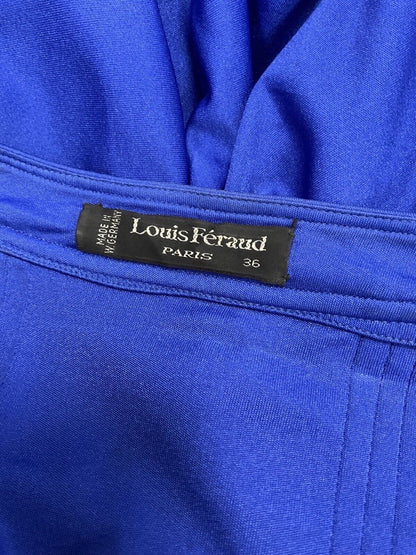 MADE IN
W.GERMANY
Louis Féraud
PARIS
36